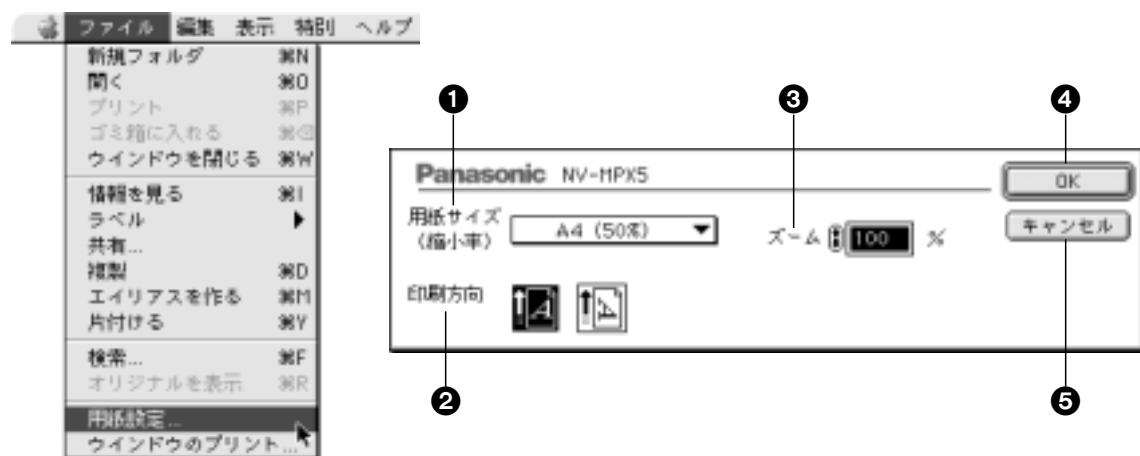 ファイル 編集 表示 特別 ヘルプ
新規フォルダ ⌘N
開く ⌘O
プリント ⌘P
ゴミ箱に入れる ⌘⌫
ウインドウを閉じる ⌘W
情報を見る ⌘I
ラベル ▶
共有...
複製 ⌘D
エイリアスを作る ⌘M
片付ける ⌘Y
検索... ⌘F
オリジナルを表示 ⌘R
用紙設定...
ウインドウのプリント...
❶ ❸ ❹
Panasonic NV-MPX5
OK
用紙サイズ
(縮小率) A4 (50%) ▼
ズーム 100 %
キャンセル
印刷方向 A A
❷ ❺